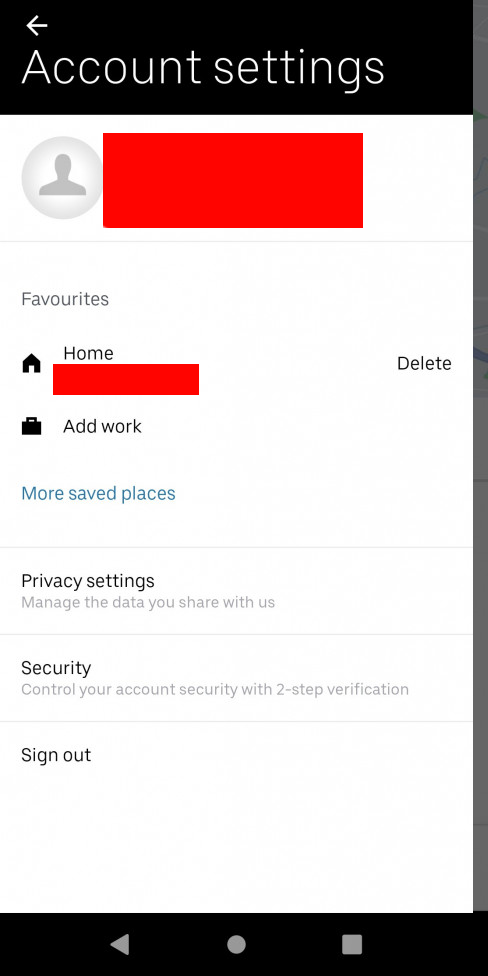 Account settings
Favourites
Home
Delete
Add work
More saved places
Privacy settings
Manage the data you share with us
Security
Control your account security with 2-step verification
Sign out